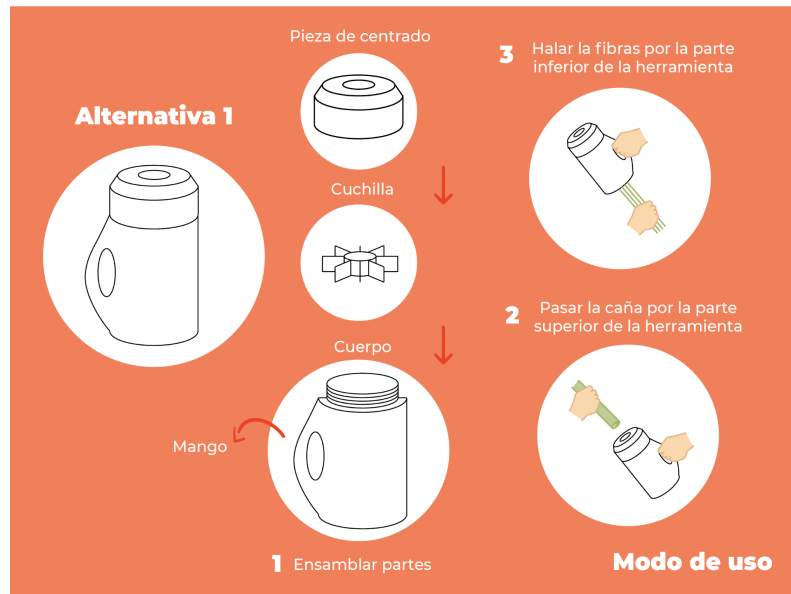 Alternativa 1
Pieza de centrado
Cuchilla
Cuerpo
Mango
1 Ensamblar partes
3 Halar la fibras por la parte
inferior de la herramienta
2 Pasar la caña por la parte
superior de la herramienta
Modo de uso